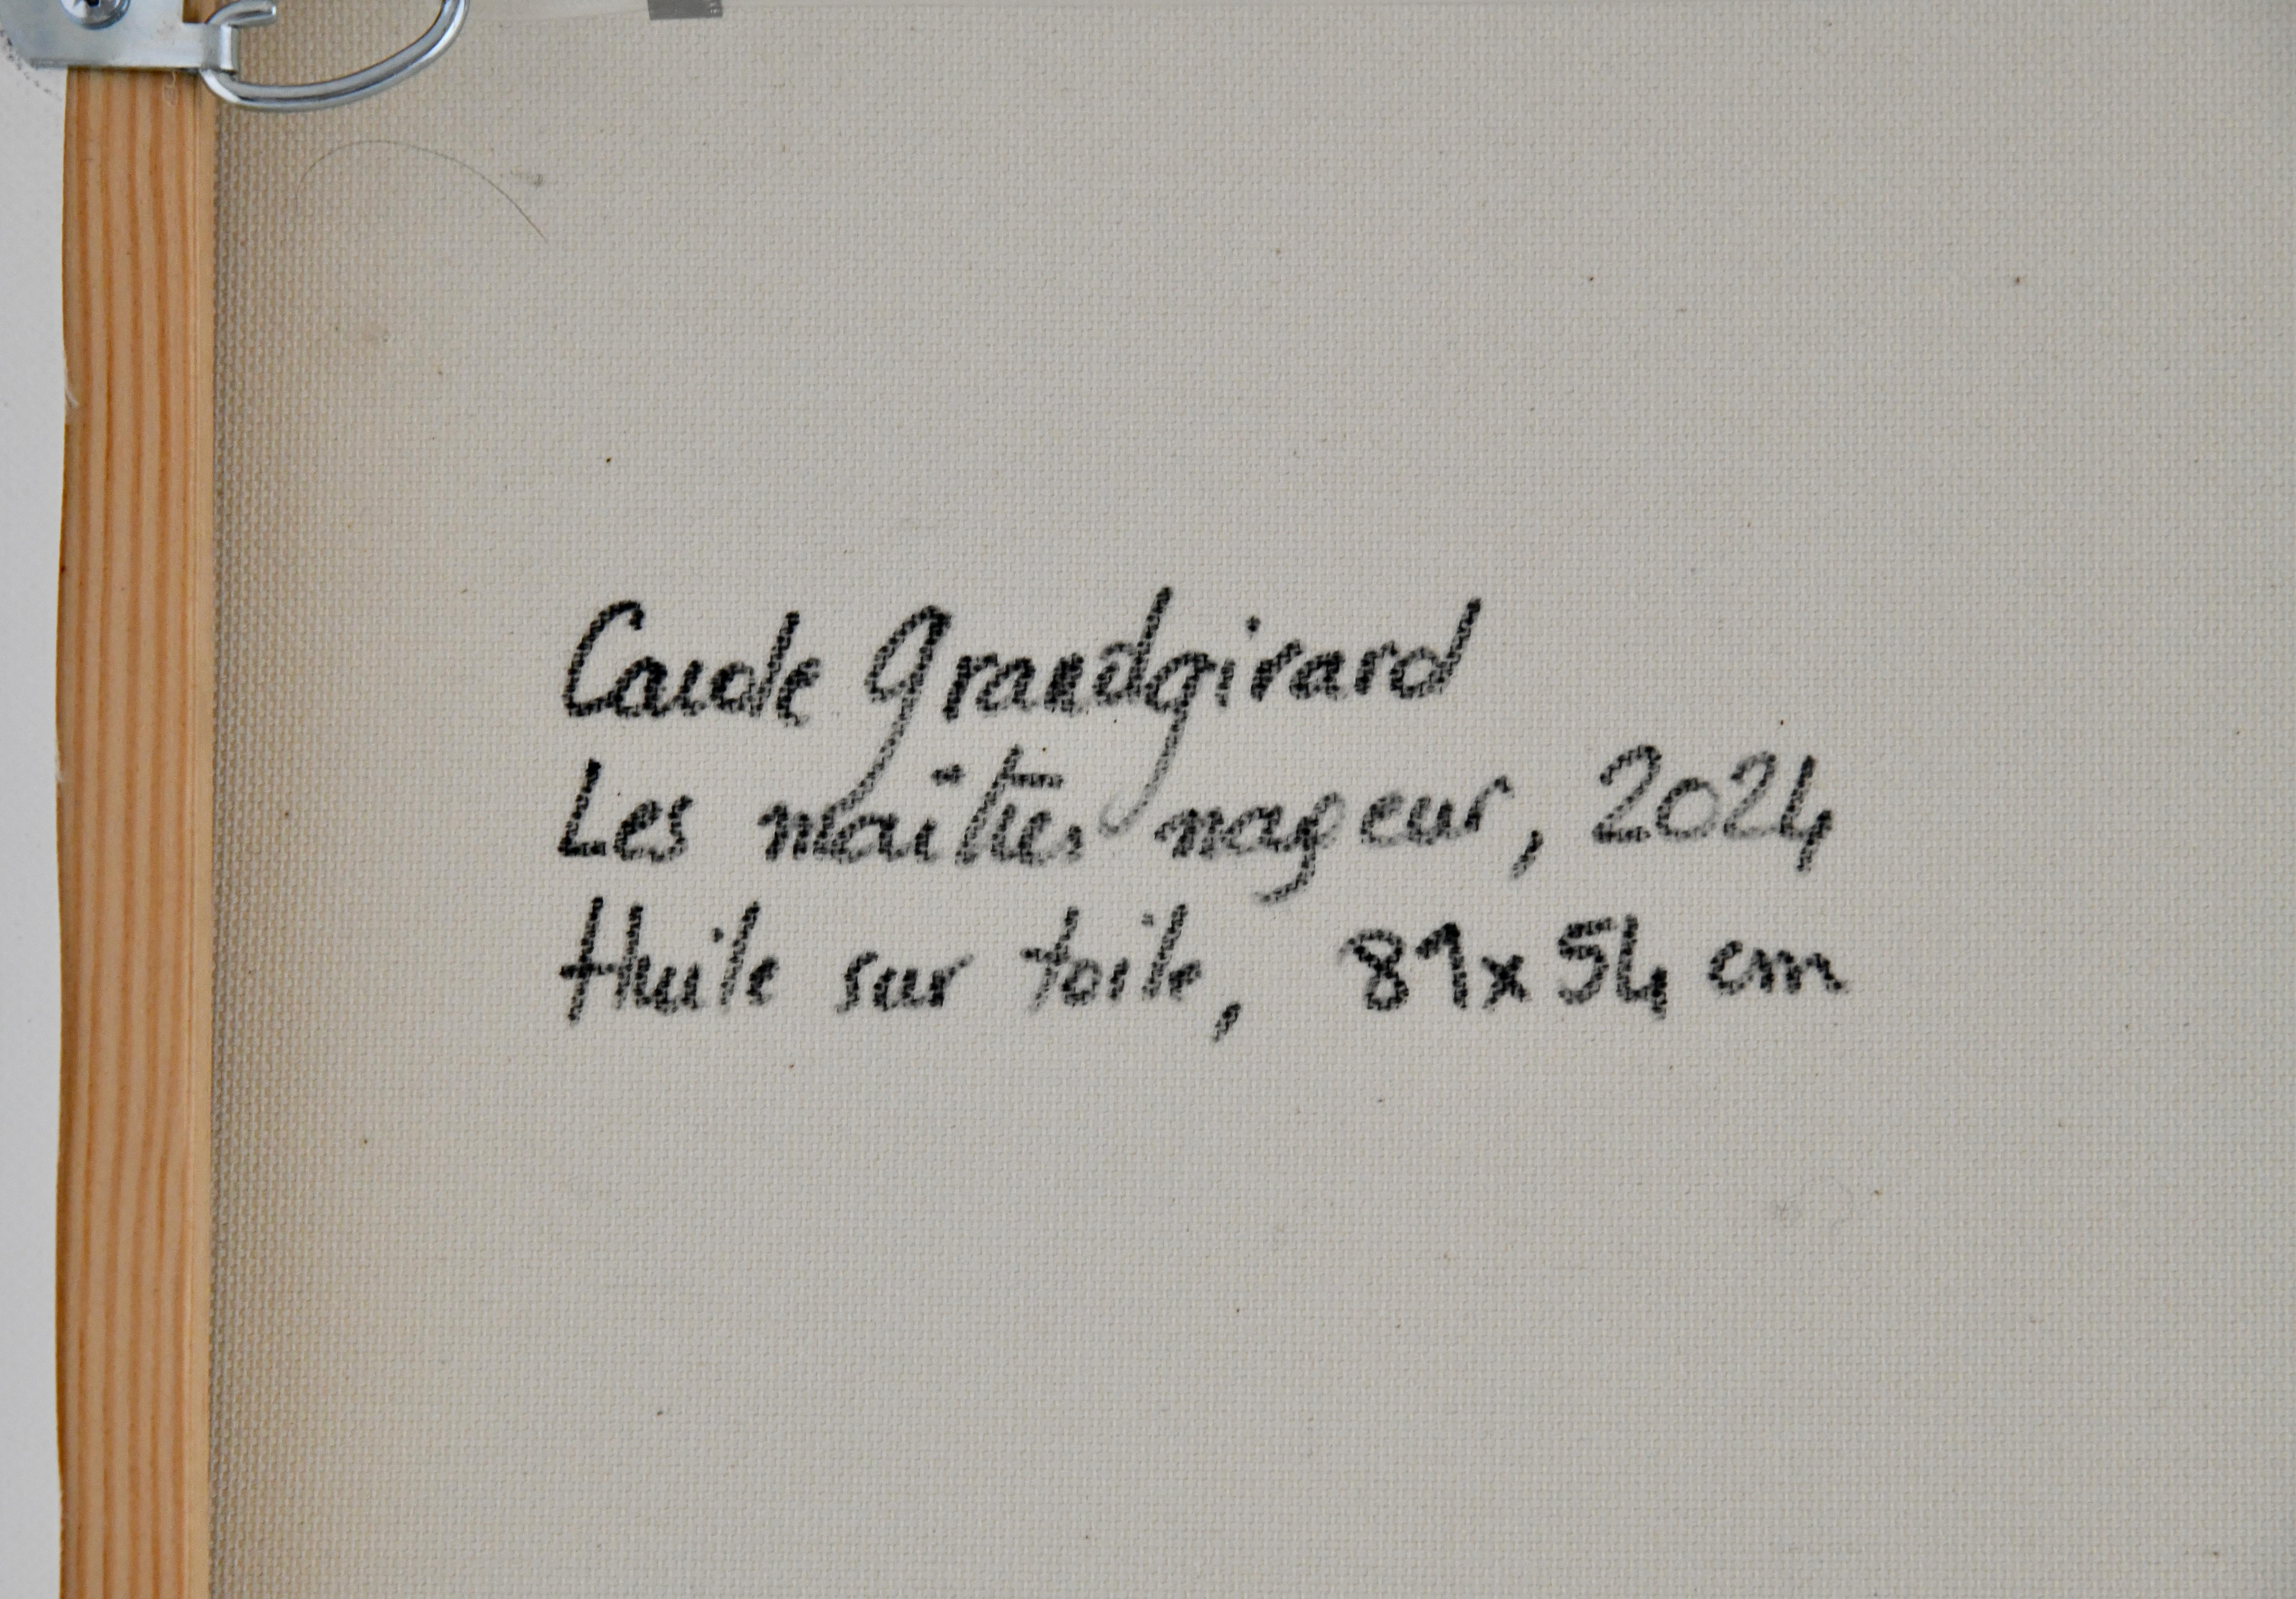 Carole Grandgirard
Les maîtres nageur, 2024
Huile sur toile, 81x54 cm